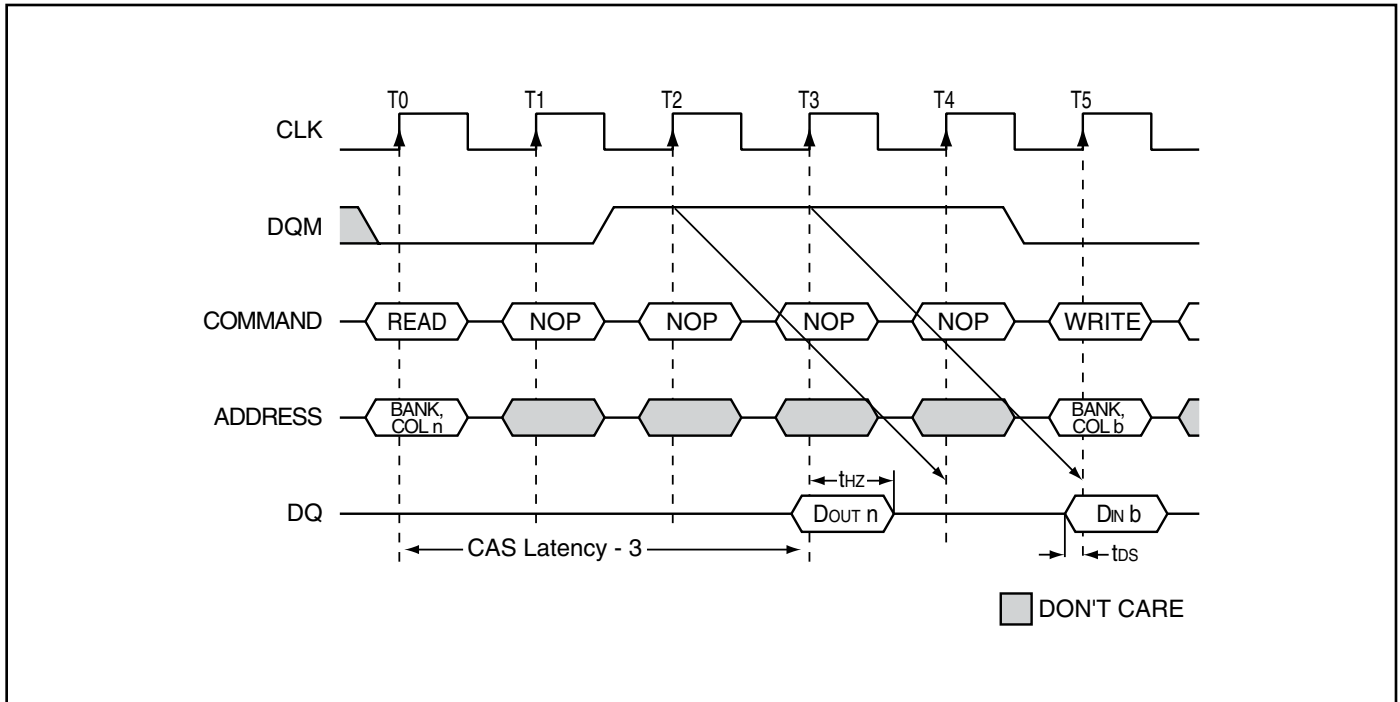 T0 T1 T2 T3 T4 T5
CLK
DQM
COMMAND READ NOP NOP NOP NOP WRITE
ADDRESS BANK, COL n BANK, COL b
tHZ
DQ DOUT n DIN b
CAS Latency - 3 tDS
DON'T CARE